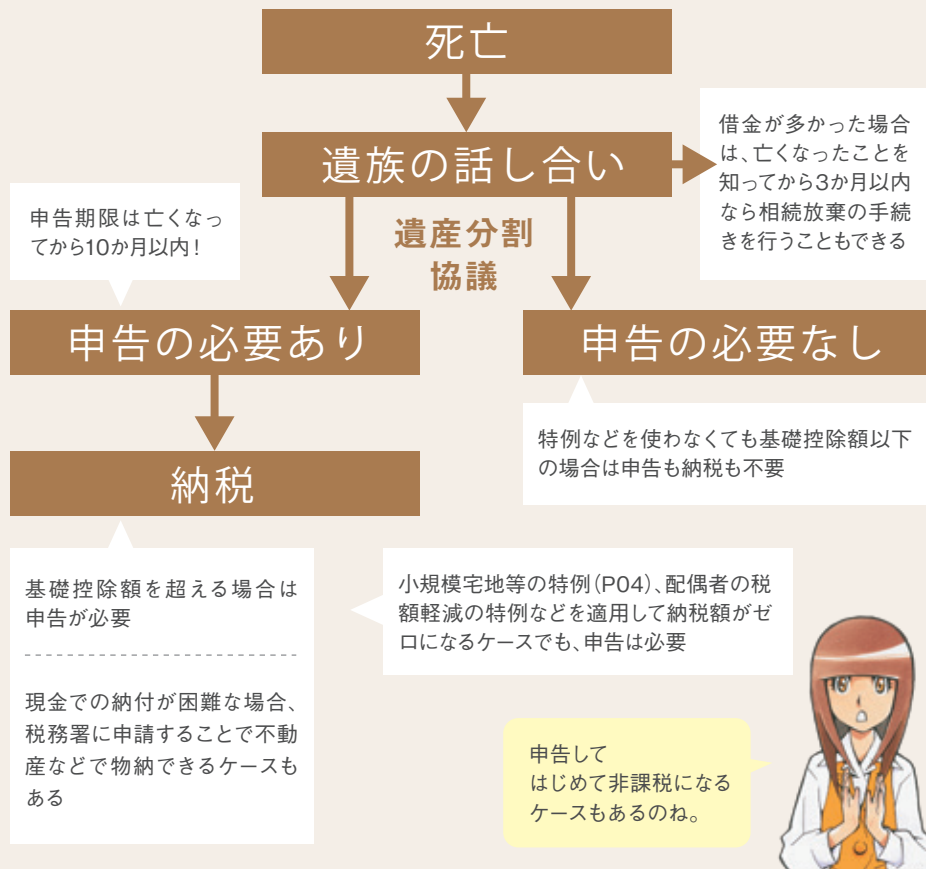 死亡
遺族の話し合い
借金が多かった場合
は、亡くなったことを
知ってから3か月以内
なら相続放棄の手続
きを行うこともできる
遺産分割
協議
申告期限は亡くなっ
てから10か月以内!
申告の必要あり
申告の必要なし
特例などを使わなくても基礎控除額以下
の場合は申告も納税も不要
納税
基礎控除額を超える場合は
申告が必要
現金での納付が困難な場合、
税務署に申請することで不動
産などで物納できるケースも
ある
小規模宅地等の特例(P04)、配偶者の税
額軽減の特例などを適用して納税額がゼ
ロになるケースでも、申告は必要
申告して
はじめて非課税になる
ケースもあるのね。